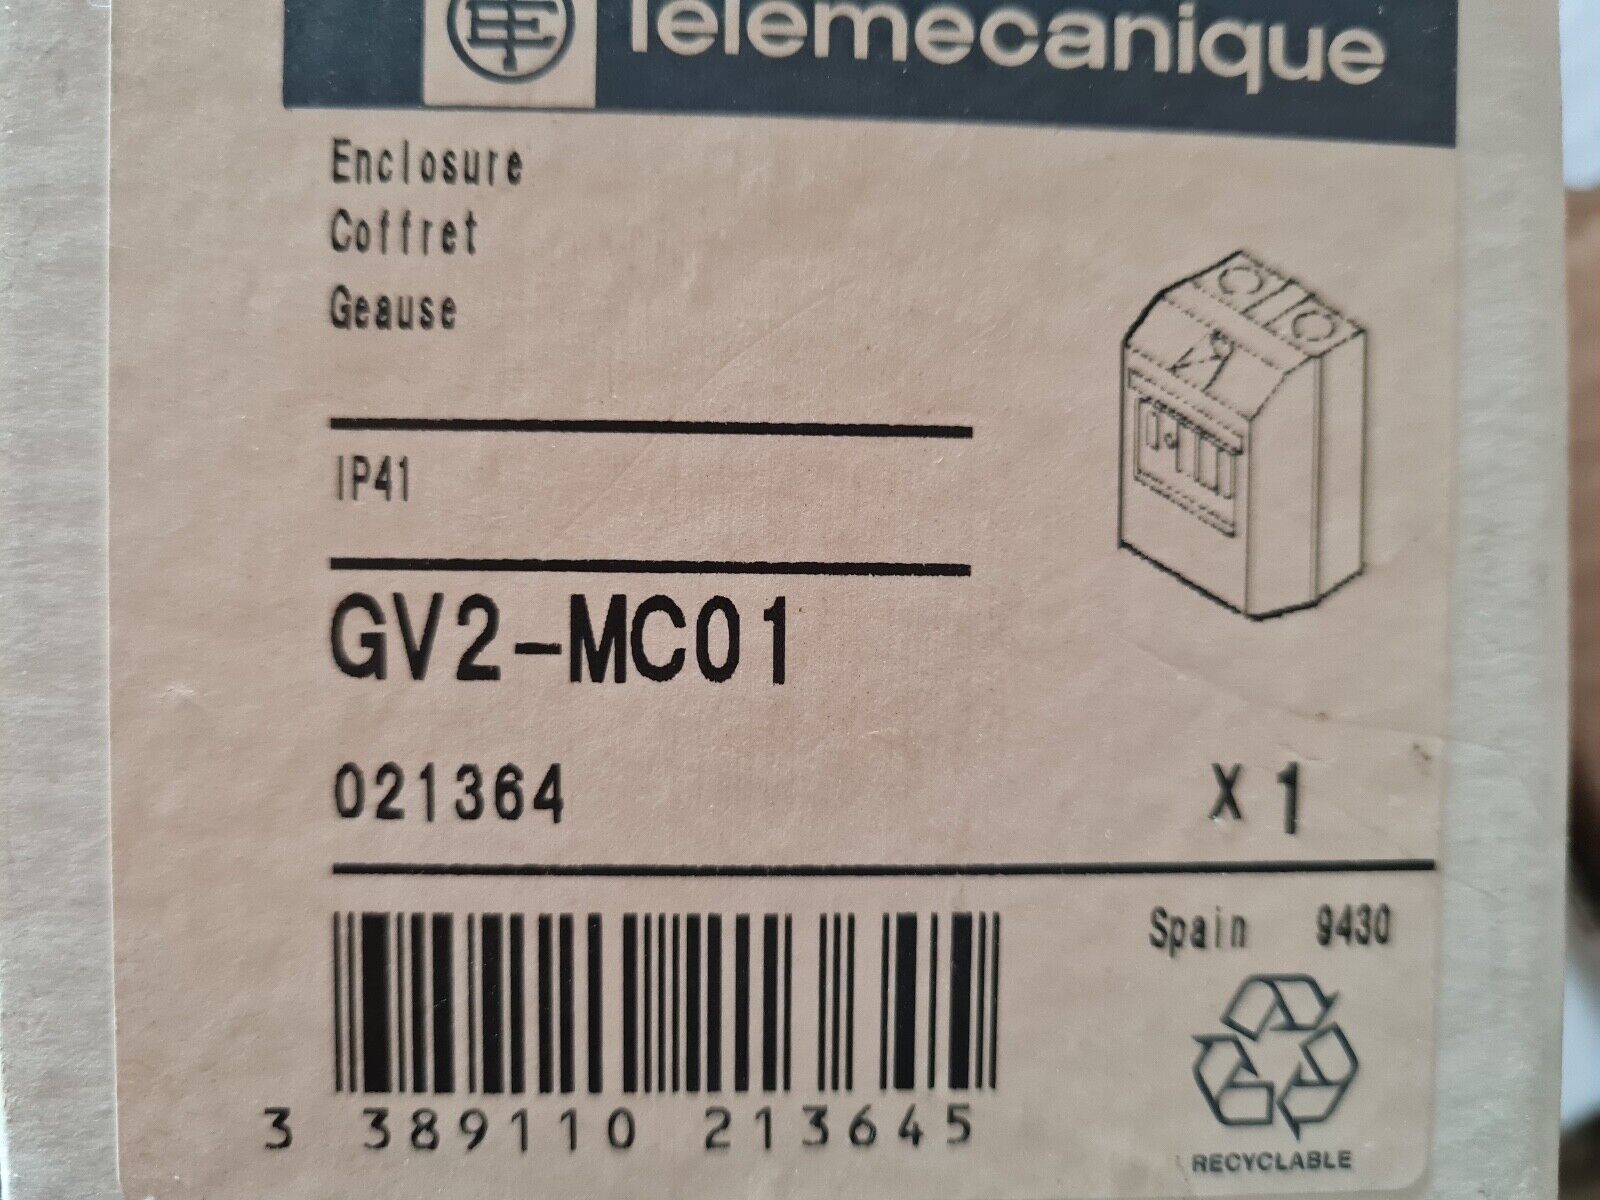 Telemecanique
Enclosure
Coffret
Geause
IP41
GV2-MC01
021364
X 1
Spain 9430
3 389110 213645
RECYCLABLE